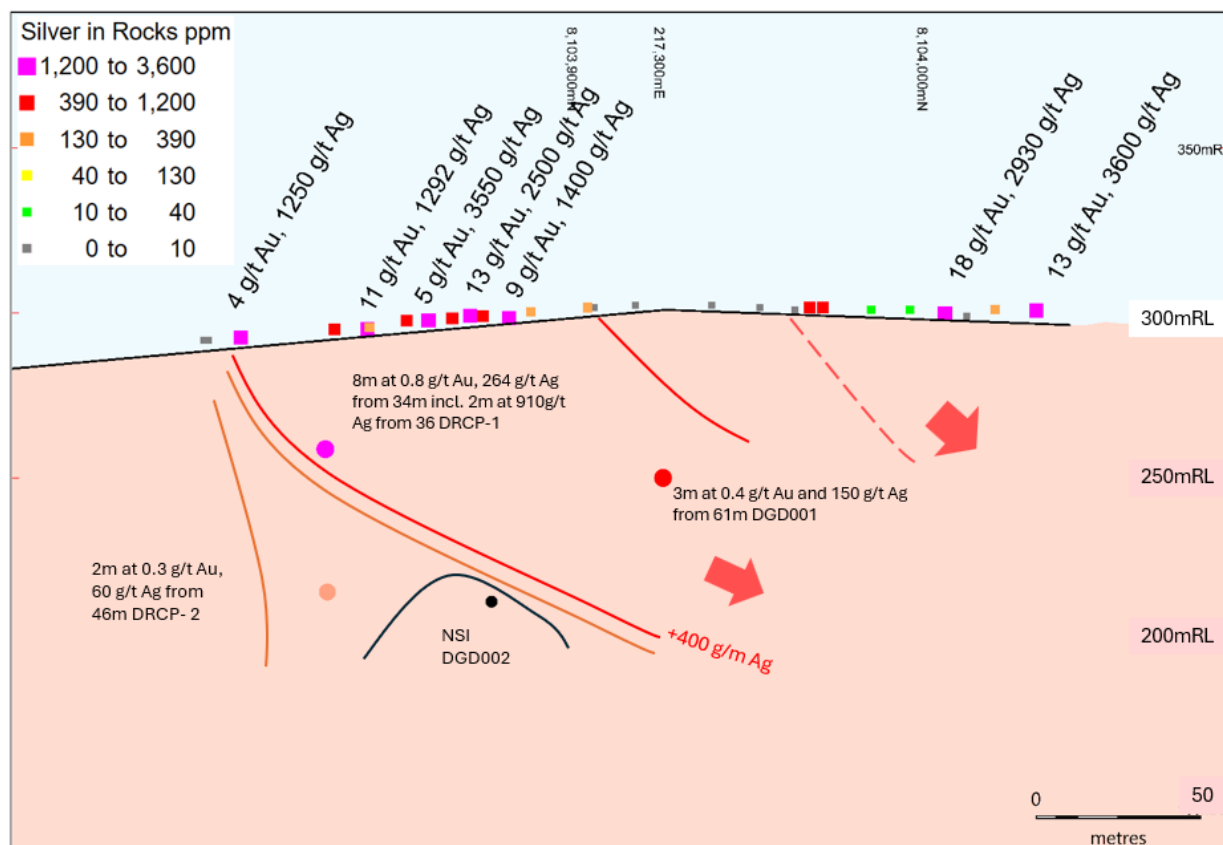 Silver in Rocks ppm
1,200 to 3,600
390 to 1,200
130 to 390
40 to 130
10 to 40
0 to 10
4 g/t Au, 1250 g/t Ag
11 g/t Au, 1292 g/t Ag
5 g/t Au, 3550 g/t Ag
13 g/t Au, 2500 g/t Ag
9 g/t Au, 1400 g/t Ag
8,103,900mN
217,300mE
8,104,000mN
18 g/t Au, 2930 g/t Ag
13 g/t Au, 3600 g/t Ag
350mR
300mRL
8m at 0.8 g/t Au, 264 g/t Ag
from 34m incl. 2m at 910g/t
Ag from 36 DRCP-1
250mRL
3m at 0.4 g/t Au and 150 g/t Ag
from 61m DGD001
2m at 0.3 g/t Au,
60 g/t Ag from
46m DRCP- 2
NSI
DGD002
+400 g/m Ag
200mRL
0 50
metres